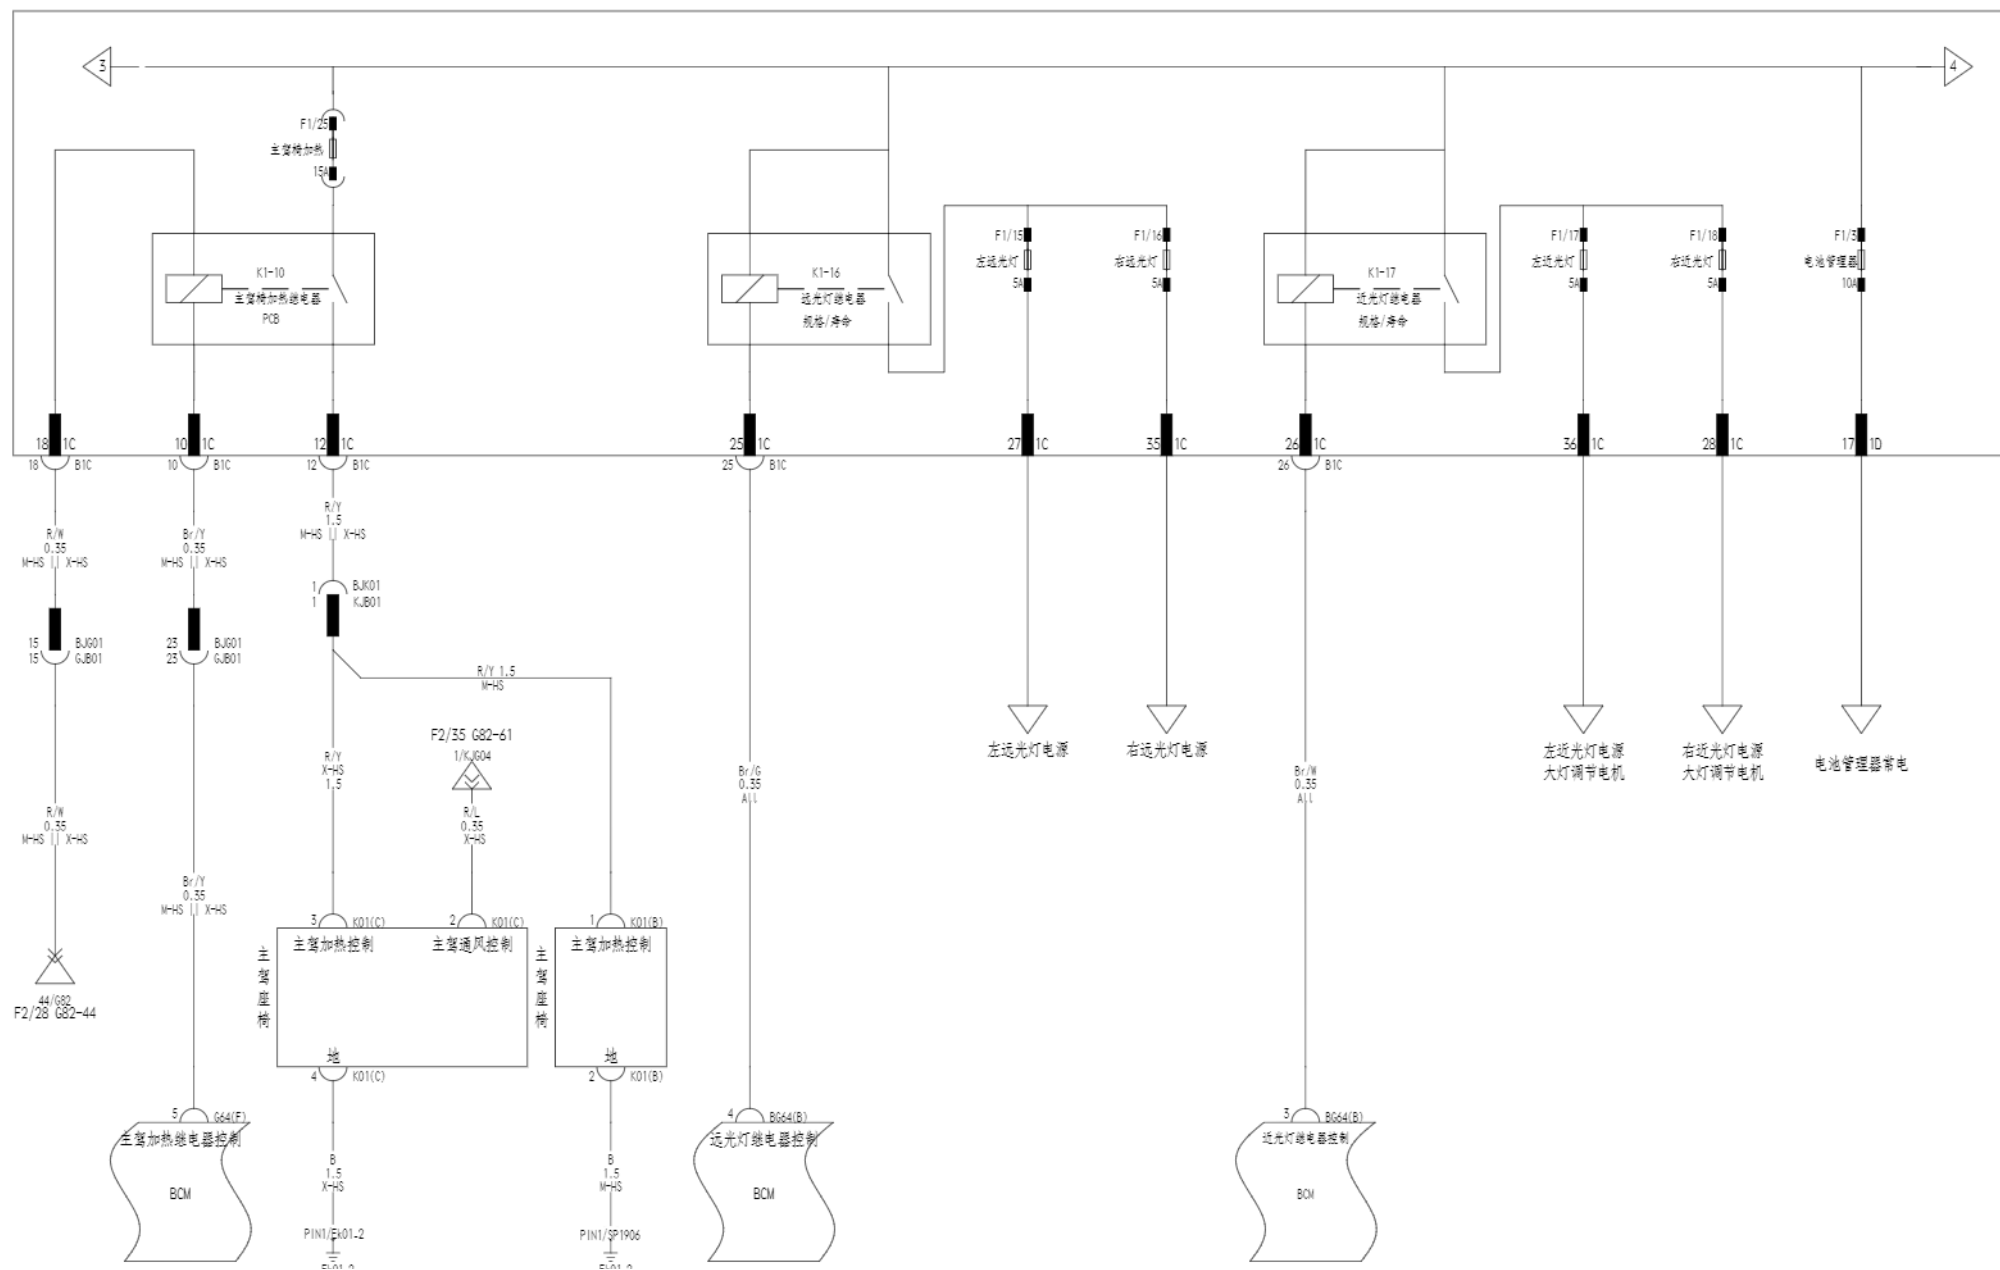 3
4
F1/25
主驾椅加热
15A
K1-10
主驾椅加热继电器
PCB
K1-16
远光灯继电器
规格/寿命
F1/15
左远光灯
5A
F1/16
右远光灯
5A
K1-17
近光灯继电器
规格/寿命
F1/17
左近光灯
5A
F1/18
右近光灯
5A
F1/3
电池管理器
10A
18 1C
10 1C
12 1C
25 1C
27 1C
35 1C
26 1C
36 1C
28 1C
17 1D
18 B1C
10 B1C
12 B1C
25 B1C
26 B1C
R/W
0.35
M-HS || X-HS
Br/Y
0.35
M-HS || X-HS
R/Y
1.5
M-HS || X-HS
1 BJK01
1 KJB01
15 BJG01
15 GJB01
23 BJG01
23 GJB01
R/Y 1.5
M-HS
F2/35 G82-61
1/KJG04
R/Y
X-HS
1.5
R/L
0.35
X-HS
R/W
0.35
M-HS || X-HS
Br/Y
0.35
M-HS || X-HS
Br/G
0.35
All
Br/W
0.35
All
左远光灯电源
右远光灯电源
左近光灯电源
大灯调节电机
右近光灯电源
大灯调节电机
电池管理器常电
44/G82
F2/28 G82-44
3 K01(C)
2 K01(C)
1 K01(B)
主驾座椅
主驾加热控制
主驾通风控制
地
主驾座椅
主驾加热控制
地
4 K01(C)
2 K01(B)
5 G64(F)
主驾加热继电器控制
BCM
B
1.5
X-HS
PIN1/Ek01-2
Ek01-2
B
1.5
M-HS
PIN1/SP1906
Ek01-2
4 BG64(B)
远光灯继电器控制
BCM
3 BG64(B)
近光灯继电器控制
BCM